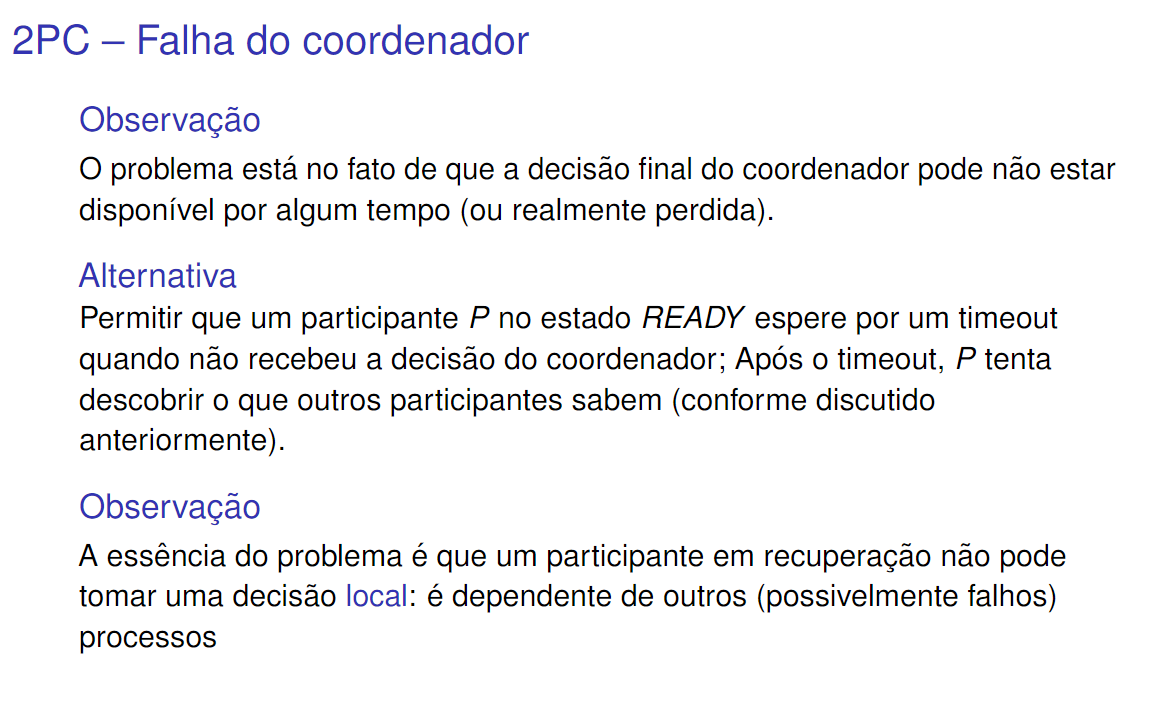 2PC – Falha do coordenador
Observação
O problema está no fato de que a decisão final do coordenador pode não estar
disponível por algum tempo (ou realmente perdida).
Alternativa
Permitir que um participante P no estado READY espere por um timeout
quando não recebeu a decisão do coordenador; Após o timeout, P tenta
descobrir o que outros participantes sabem (conforme discutido
anteriormente).
Observação
A essência do problema é que um participante em recuperação não pode
tomar uma decisão local: é dependente de outros (possivelmente falhos)
processos